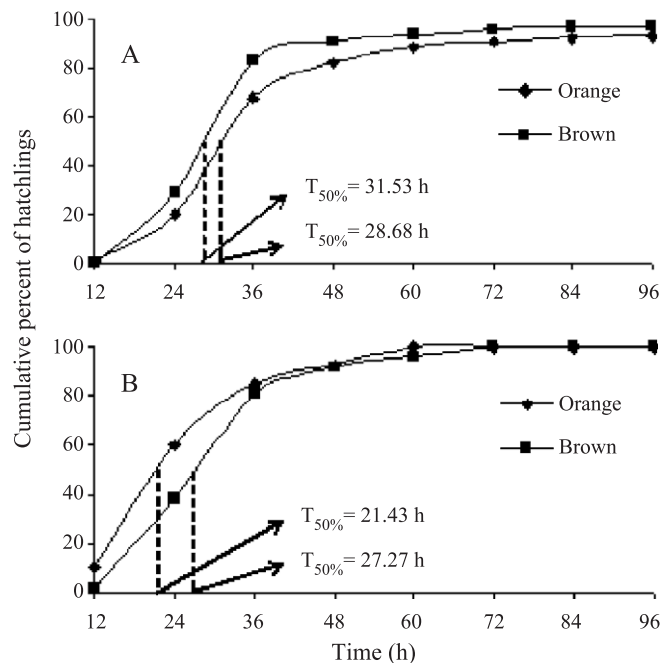 Cumulative percent of hatchlings
A
100
80
60
40
20
0
Orange
Brown
T50%= 31.53 h
T50%= 28.68 h
12 24 36 48 60 72 84 96
B
100
80
60
40
20
0
Orange
Brown
T50%= 21.43 h
T50%= 27.27 h
12 24 36 48 60 72 84 96
Time (h)